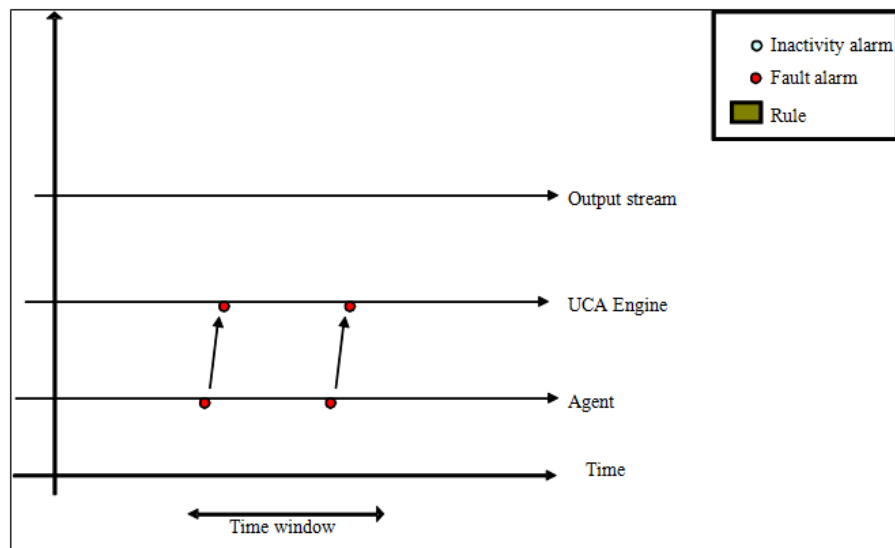 Inactivity alarm
Fault alarm
Rule
Output stream
UCA Engine
Agent
Time
Time window